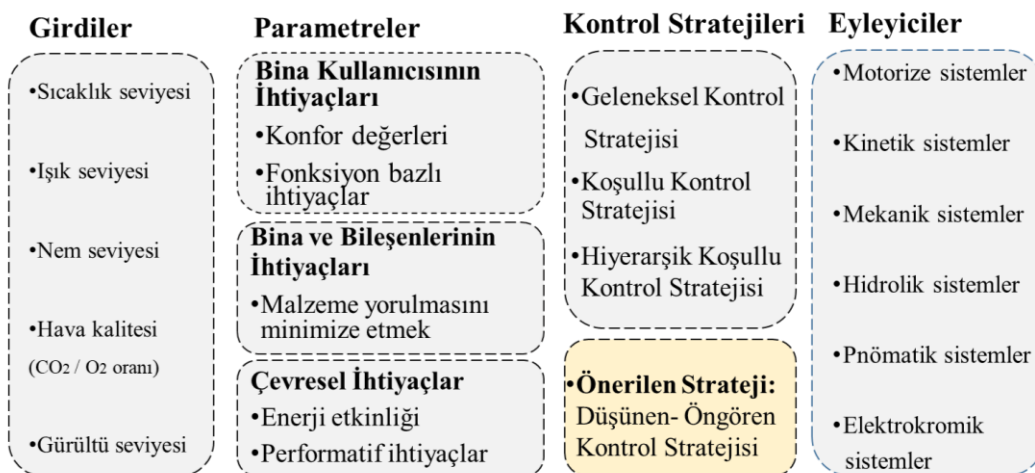 Girdiler
•Sıcaklık seviyesi
•Işık seviyesi
•Nem seviyesi
•Hava kalitesi
(CO2 / O2 oranı)
•Gürültü seviyesi
Parametreler
Bina Kullanıcısının
İhtiyaçları
•Konfor değerleri
•Fonksiyon bazlı
ihtiyaçlar
Bina ve Bileşenlerinin
İhtiyaçları
•Malzeme yorulmasını
minimize etmek
Çevresel İhtiyaçlar
•Enerji etkinliği
•Performatif ihtiyaçlar
Kontrol Stratejileri
•Geleneksel Kontrol
Stratejisi
•Koşullu Kontrol
Stratejisi
•Hiyerarşik Koşullu
Kontrol Stratejisi
•Önerilen Strateji:
Düşünen- Öngören
Kontrol Stratejisi
Eyleyiciler
•Motorize sistemler
•Kinetik sistemler
•Mekanik sistemler
•Hidrolik sistemler
•Pnömatik sistemler
•Elektrokromik
sistemler